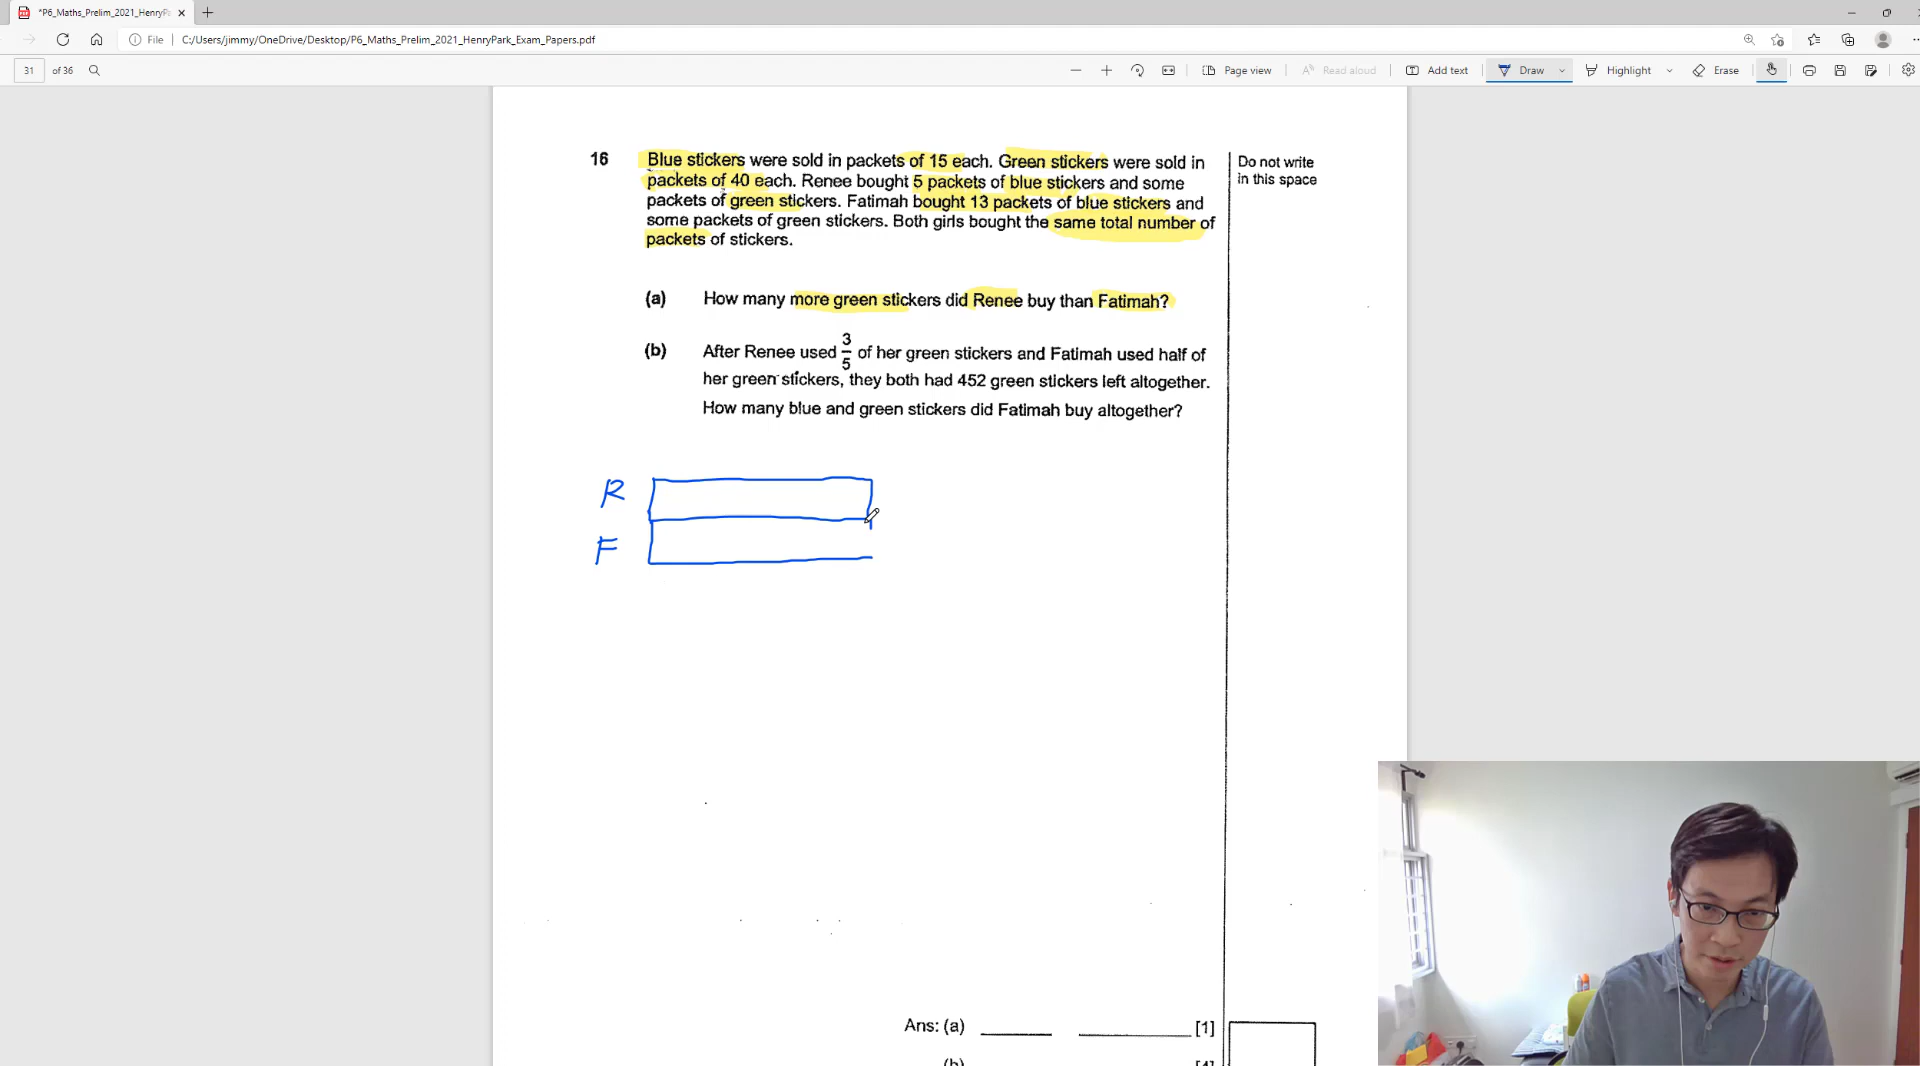 *P6_Maths_Prelim_2021_HenryP
File C:/Users/jimmy/OneDrive/Desktop/P6_Maths_Prelim_2021_HenryPark_Exam_Papers.pdf
31 of 36 Page view Read aloud Add text Draw Highlight Erase
16 Blue stickers were sold in packets of 15 each. Green stickers were sold in
packets of 40 each. Renee bought 5 packets of blue stickers and some
packets of green stickers. Fatimah bought 13 packets of blue stickers and
some packets of green stickers. Both girls bought the same total number of
packets of stickers.
Do not write
in this space
(a) How many more green stickers did Renee buy than Fatimah?
(b) After Renee used 3/5 of her green stickers and Fatimah used half of
her green stickers, they both had 452 green stickers left altogether.
How many blue and green stickers did Fatimah buy altogether?
R
F
Ans: (a) [1]
(b) [4]